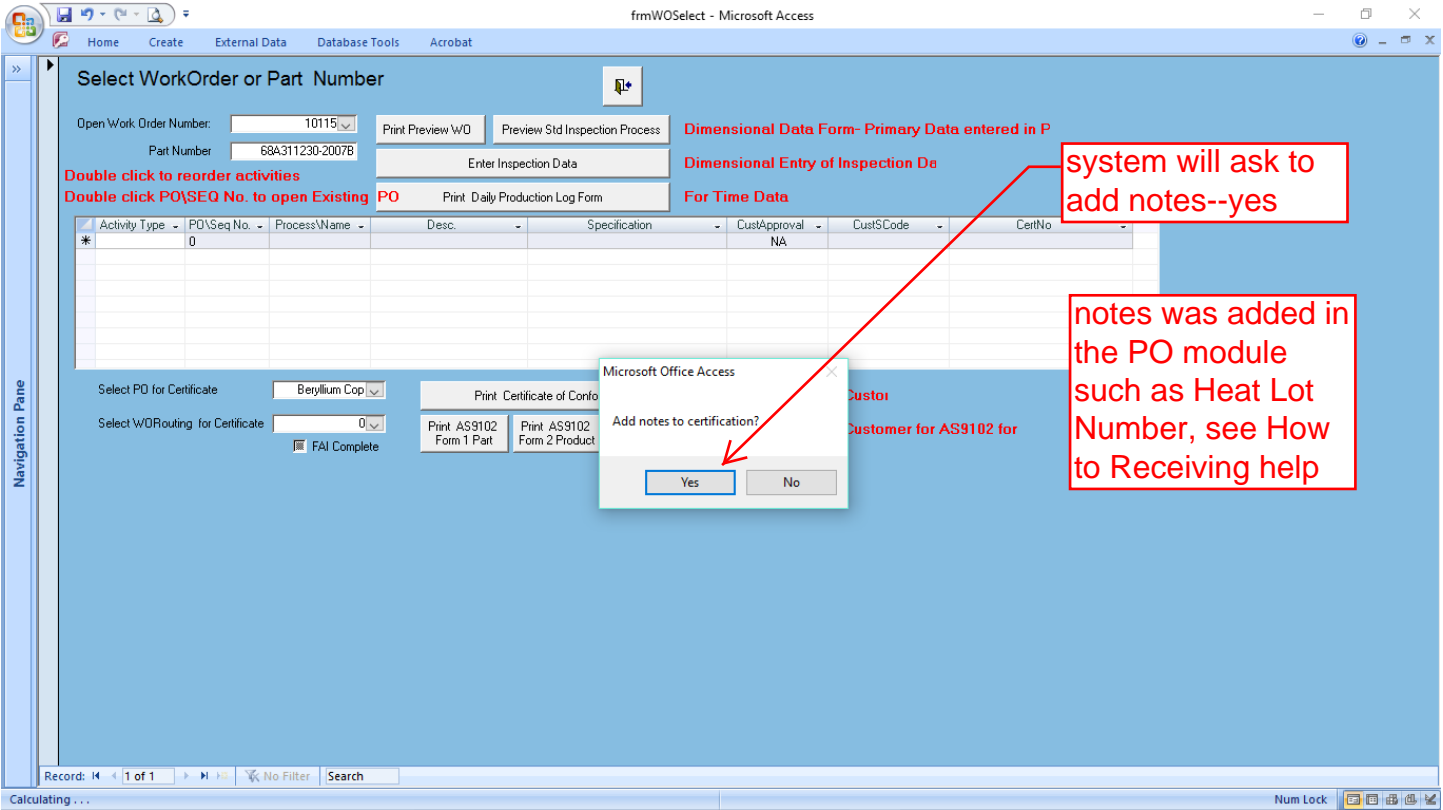 frmWOSelect - Microsoft Access
Home Create External Data Database Tools Acrobat
Select WorkOrder or Part Number
Open Work Order Number: 10115
Print Preview WO Preview Std Inspection Process Dimensional Data Form- Primary Data entered in P
Part Number 68A311230-2007B
Enter Inspection Data Dimensional Entry of Inspection Da
Double click to reorder activities
Double click PO\SEQ No. to open Existing PO Print Daily Production Log Form For Time Data
system will ask to
add notes--yes
Activity Type PO\Seq No. Process\Name Desc. Specification CustApproval CustSCode CertNo
* 0 NA
notes was added in
the PO module
such as Heat Lot
Number, see How
to Receiving help
Microsoft Office Access
Add notes to certification?
Yes No
Select PO for Certificate Beryllium Cop Print Certificate of Confo Custor
Select WORouting for Certificate 0
Print AS9102
Form 1 Part
Print AS9102
Form 2 Product
Customer for AS9102 for
FAI Complete
Navigation Pane
Record: 1 of 1 No Filter Search
Calculating . . . Num Lock